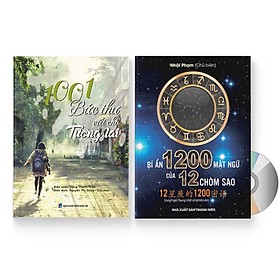 1001
Bức thư
viết cho
Tương lai
Nhật Phạm (Chủ biên)
BÍ ẨN 1200 MẬT NGỮ
CỦA 12 CHÒM SAO
12星座的1200密语
NHÀ XUẤT BẢN THANH NIÊN